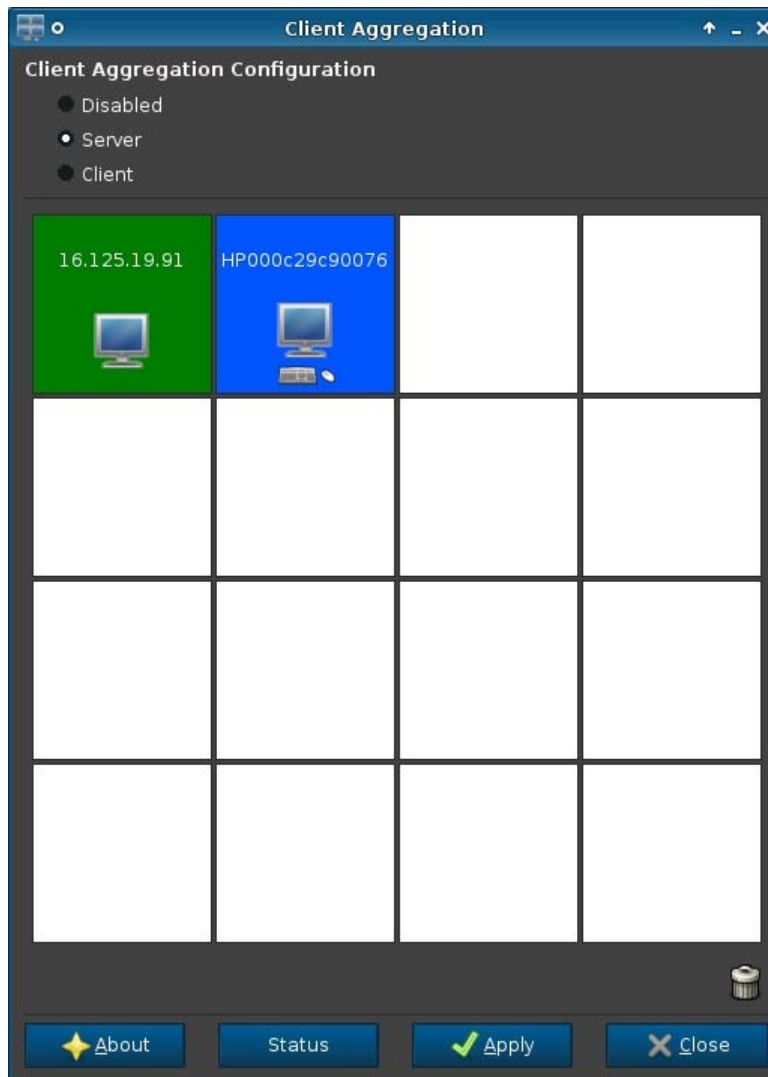 Client Aggregation
Client Aggregation Configuration
Disabled
Server
Client
16.125.19.91
HP000c29c90076
About
Status
Apply
Close